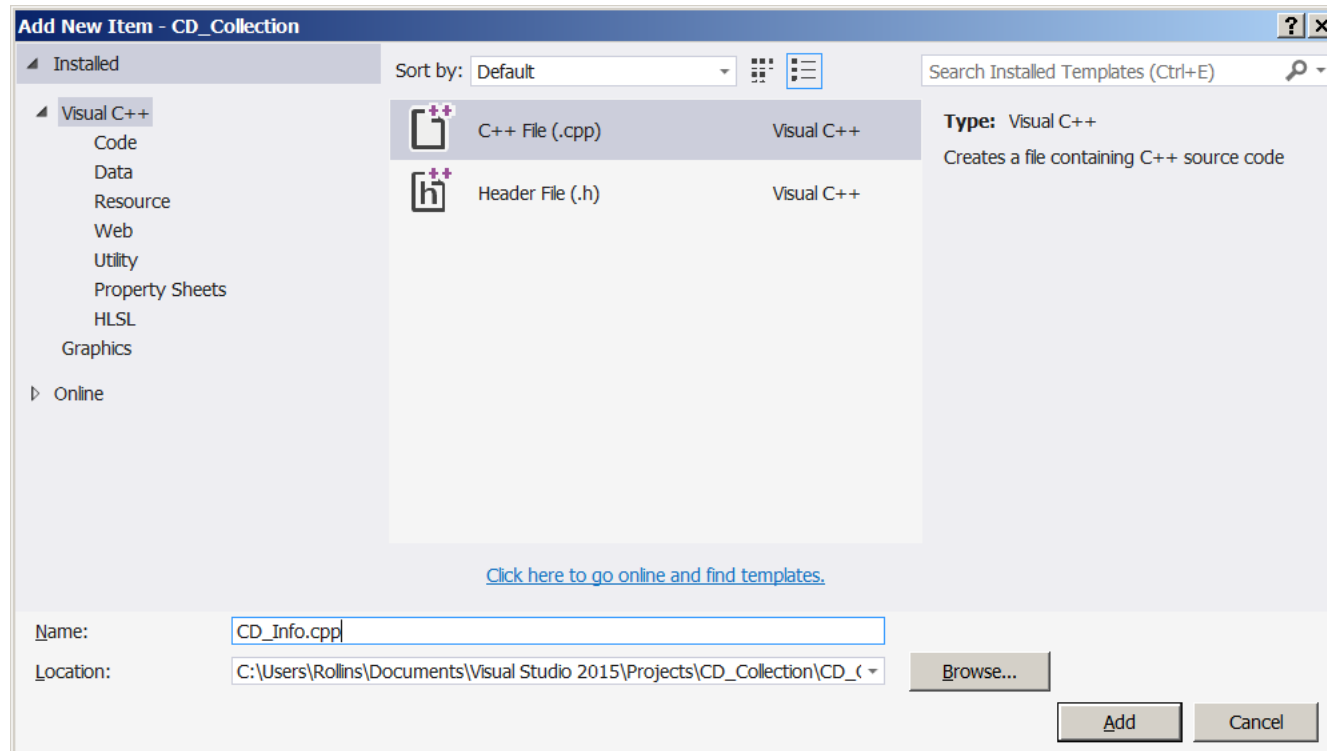 Add New Item - CD_Collection
? x
Installed
Visual C++
Code
Data
Resource
Web
Utility
Property Sheets
HLSL
Graphics
Online
Sort by: Default
C++ File (.cpp) Visual C++
Header File (.h) Visual C++
Click here to go online and find templates.
Search Installed Templates (Ctrl+E)
Type: Visual C++
Creates a file containing C++ source code
Name: CD_Info.cpp
Location: C:\Users\Rollins\Documents\Visual Studio 2015\Projects\CD_Collection\CD_( Browse...
Add Cancel